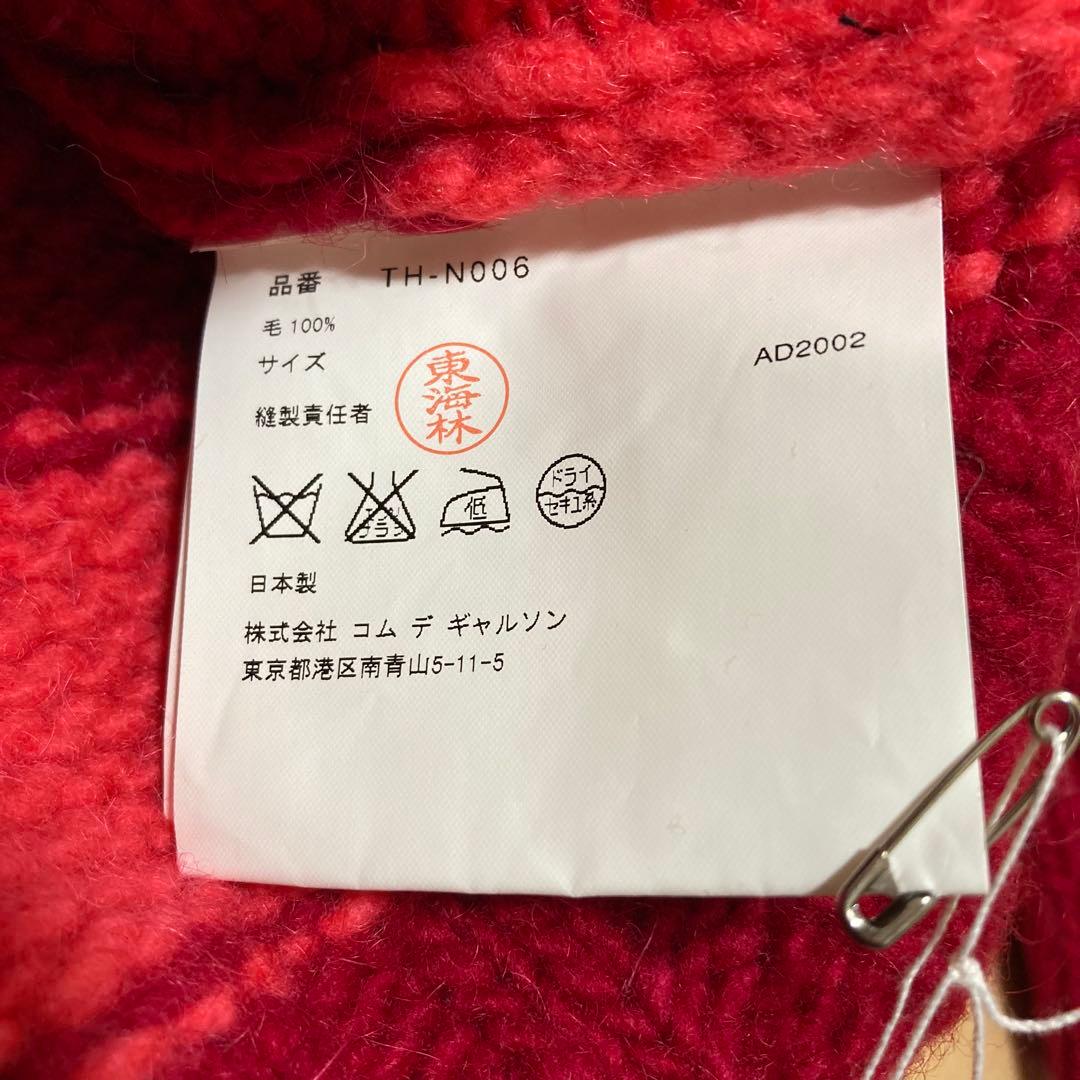 品番 TH-N006
毛 100%
サイズ
AD2002
縫製責任者 東海林
低
ドライ
セキユ系
日本製
株式会社 コム デ ギャルソン
東京都港区南青山5-11-5